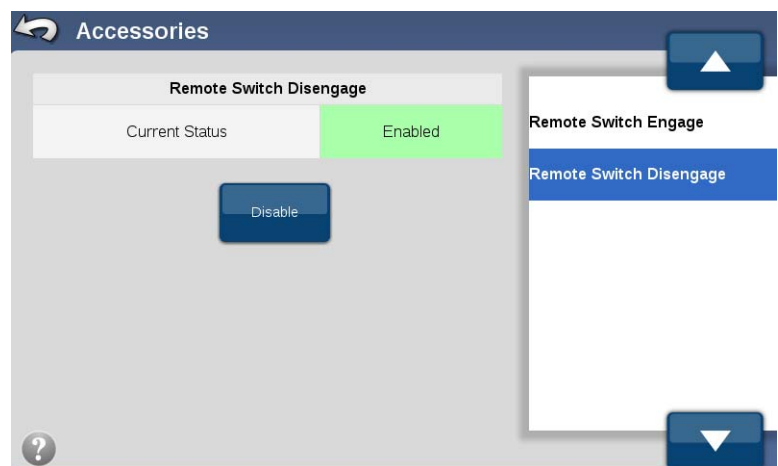 Accessories
Remote Switch Disengage
Current Status Enabled
Disable
Remote Switch Engage
Remote Switch Disengage
?